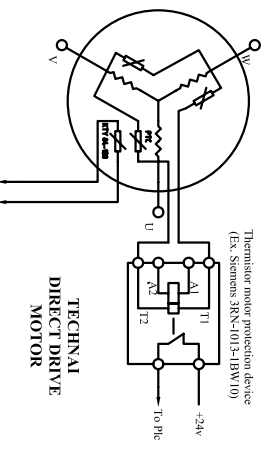 Thermistor motor protection device
(Ex. Siemens 3RN-1013-1BW10)
W
V
U
PTC
KTY 84-130
T1
A1
A2
T2
+24v
To Plc
TECHNAI
DIRECT DRIVE
MOTOR